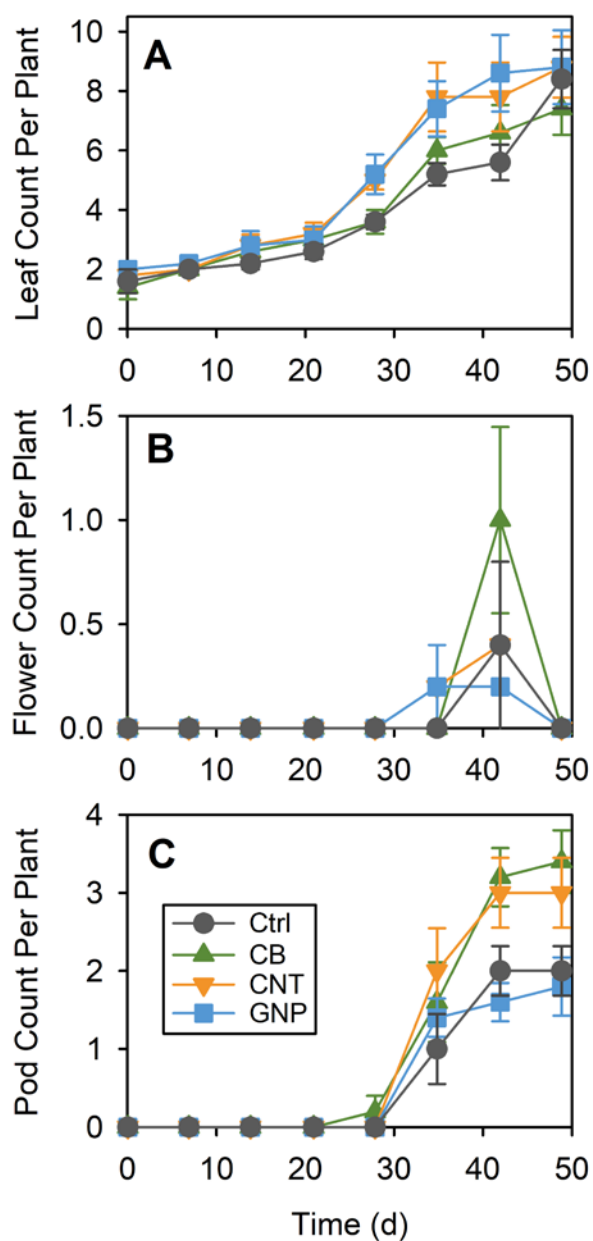 A
Leaf Count Per Plant
10
8
6
4
2
0
0 10 20 30 40 50
B
Flower Count Per Plant
1.5
1.0
0.5
0.0
0 10 20 30 40 50
C
Pod Count Per Plant
4
3
2
1
0
Ctrl
CB
CNT
GNP
0 10 20 30 40 50
Time (d)